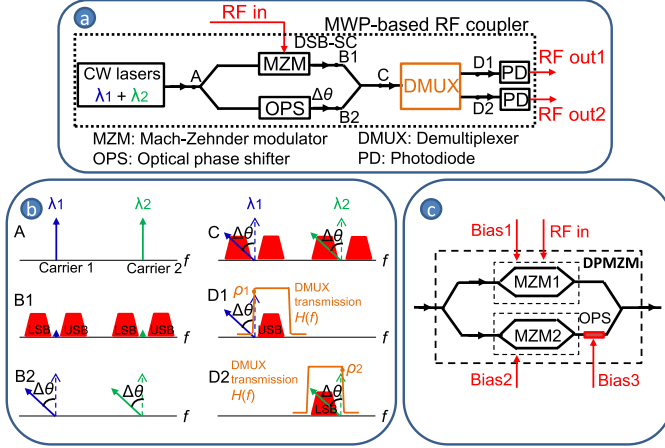 a
RF in
MWP-based RF coupler
DSB-SC
CW lasers
λ1 + λ2
A
MZM
B1
OPS
Δθ
B2
C
DMUX
D1
D2
PD
PD
RF out1
RF out2
MZM: Mach-Zehnder modulator
DMUX: Demultiplexer
OPS: Optical phase shifter
PD: Photodiode
b
A
λ1
λ2
Carrier 1
Carrier 2
f
B1
LSB
USB
LSB
USB
f
B2
Δθ
Δθ
f
C
λ1
λ2
Δθ
Δθ
f
D1
ρ1
Δθ
USB
DMUX
transmission
H(f)
f
D2
DMUX
transmission
H(f)
ρ2
Δθ
LSB
f
c
Bias1
RF in
DPMZM
MZM1
OPS
MZM2
Bias2
Bias3